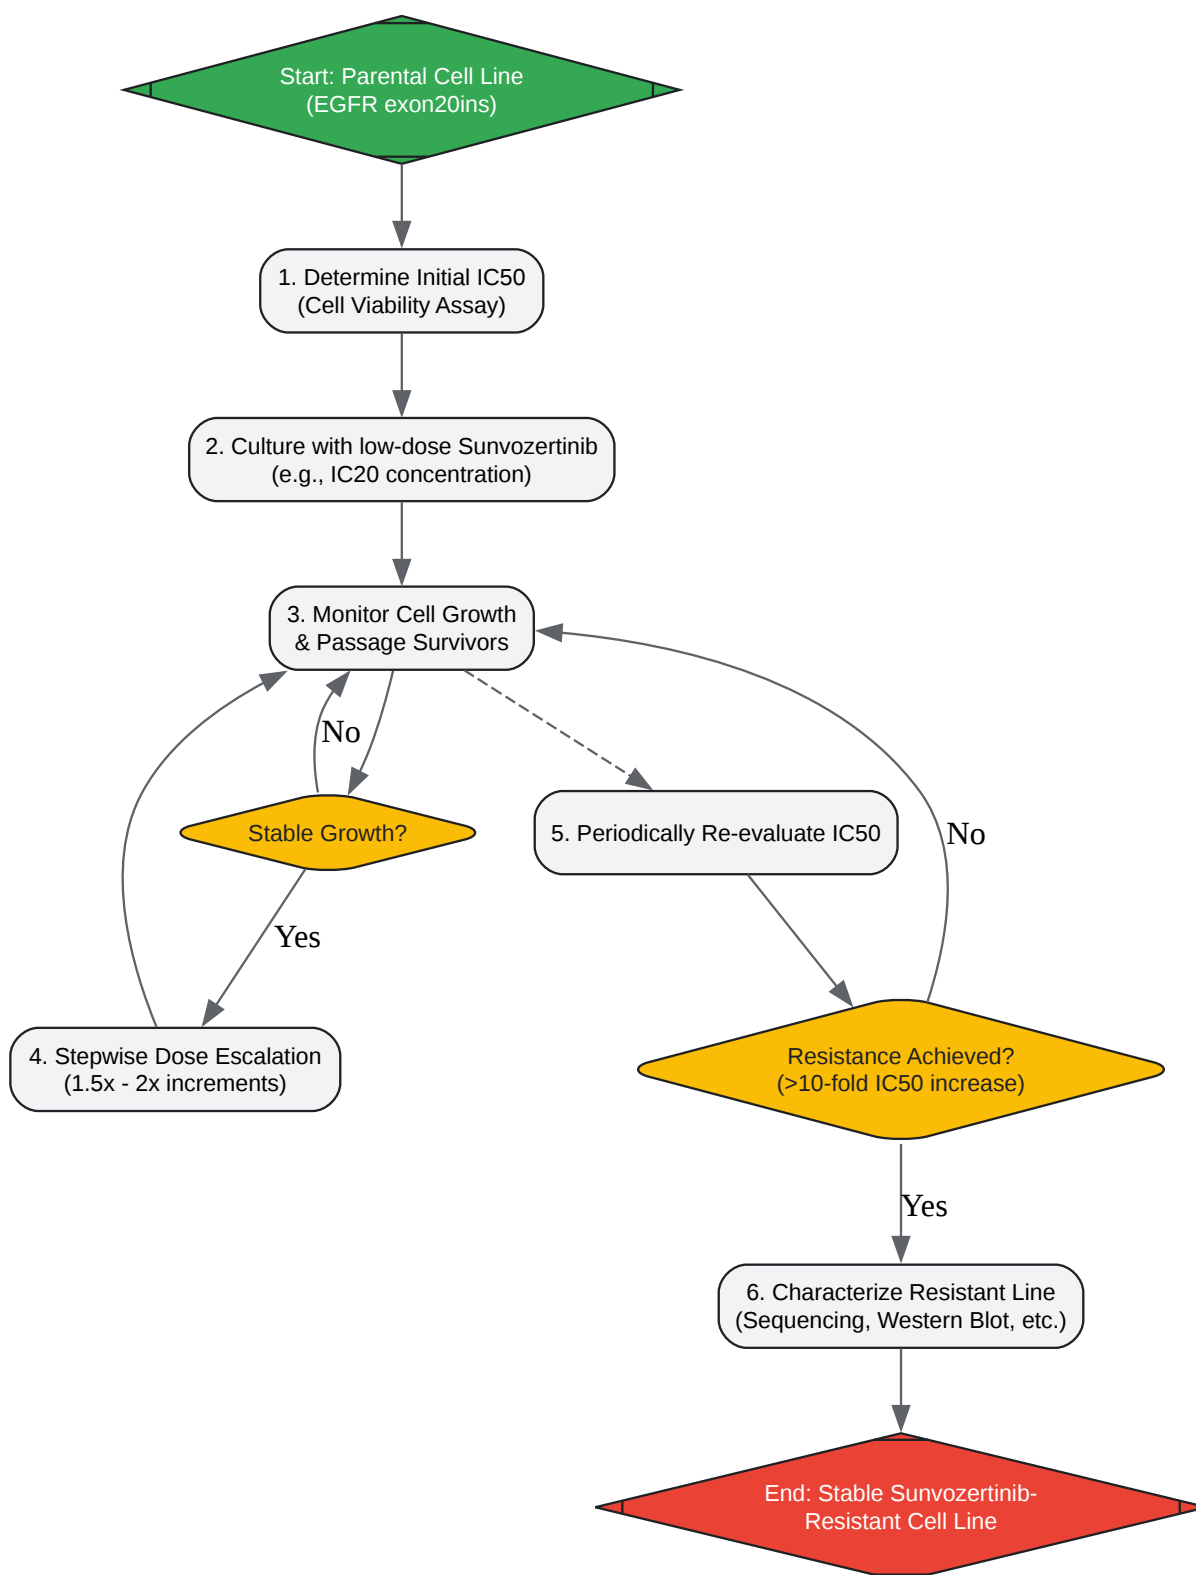 Start: Parental Cell Line
(EGFR exon20ins)
1. Determine Initial IC50
(Cell Viability Assay)
2. Culture with low-dose Sunvozertinib
(e.g., IC20 concentration)
3. Monitor Cell Growth
& Passage Survivors
No
Stable Growth?
5. Periodically Re-evaluate IC50
No
Yes
4. Stepwise Dose Escalation
(1.5x - 2x increments)
Resistance Achieved?
(>10-fold IC50 increase)
Yes
6. Characterize Resistant Line
(Sequencing, Western Blot, etc.)
End: Stable Sunvozertinib-
Resistant Cell Line